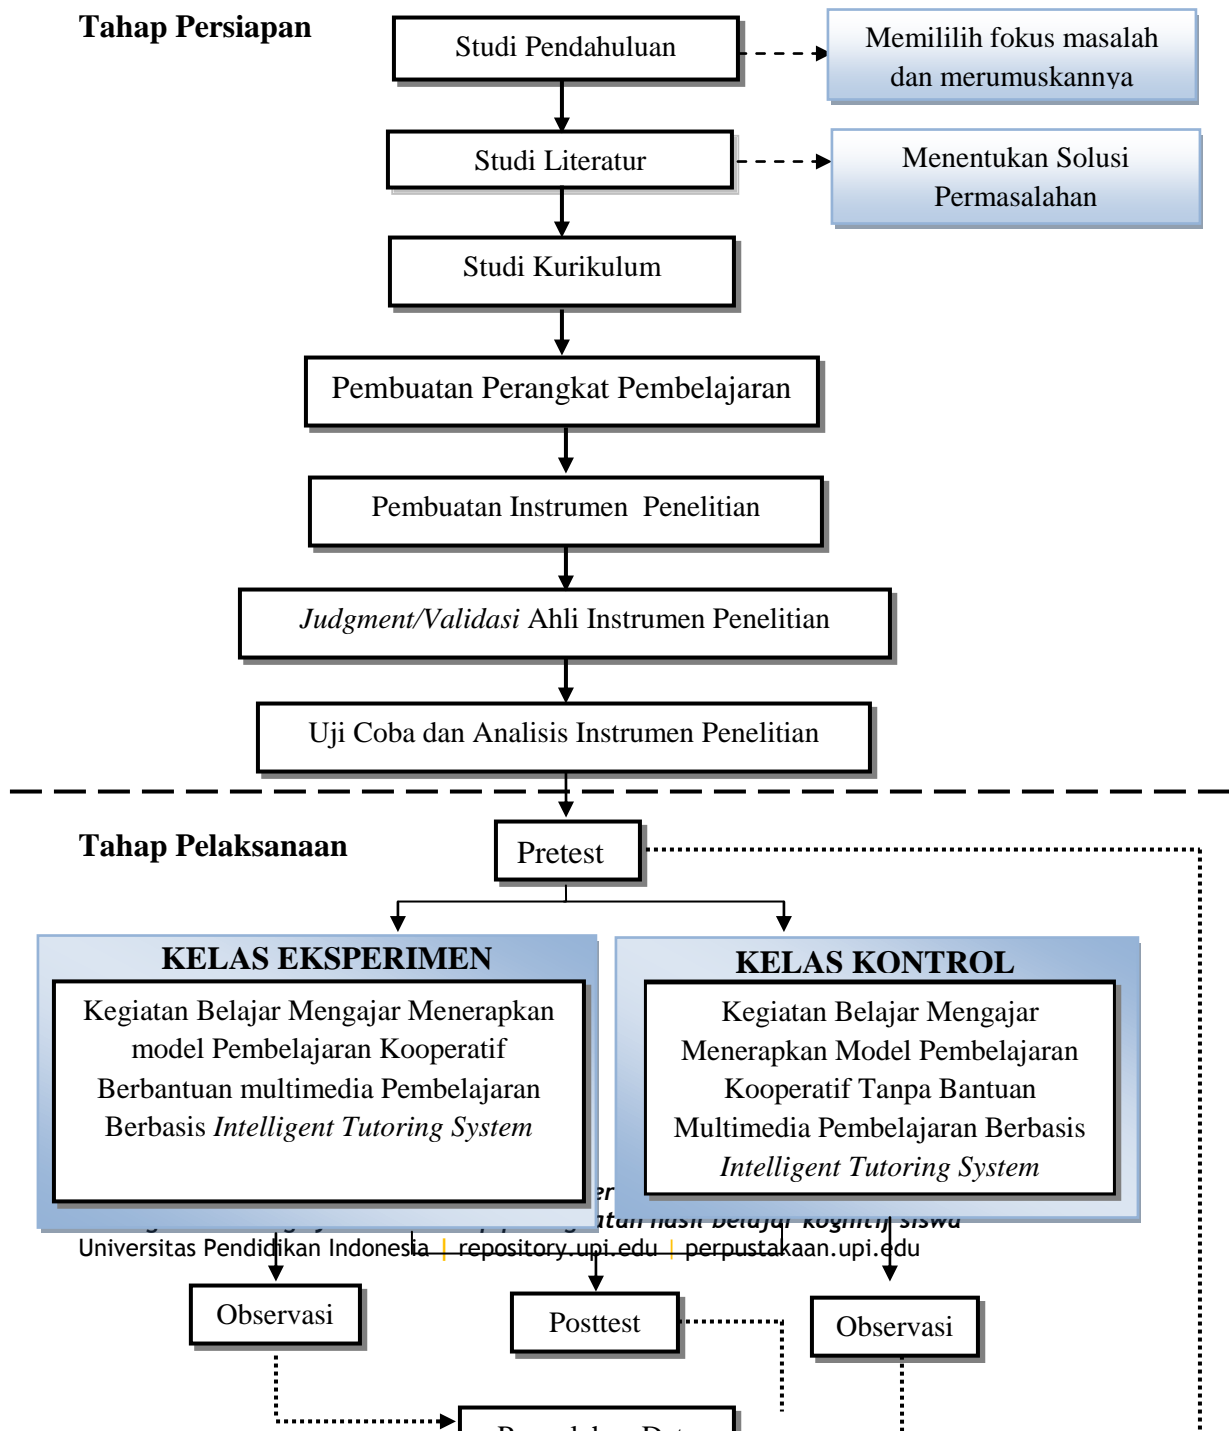 Tahap Persiapan
Studi Pendahuluan
Memililih fokus masalah
dan merumuskannya
Studi Literatur
Menentukan Solusi
Permasalahan
Studi Kurikulum
Pembuatan Perangkat Pembelajaran
Pembuatan Instrumen Penelitian
Judgment/Validasi Ahli Instrumen Penelitian
Uji Coba dan Analisis Instrumen Penelitian
Tahap Pelaksanaan
Pretest
KELAS EKSPERIMEN
Kegiatan Belajar Mengajar Menerapkan
model Pembelajaran Kooperatif
Berbantuan multimedia Pembelajaran
Berbasis Intelligent Tutoring System
KELAS KONTROL
Kegiatan Belajar Mengajar
Menerapkan Model Pembelajaran
Kooperatif Tanpa Bantuan
Multimedia Pembelajaran Berbasis
Intelligent Tutoring System
hasil belajar kognitif siswa
Universitas Pendidikan Indonesia | repository.upi.edu | perpustakaan.upi.edu
Observasi
Posttest
Observasi